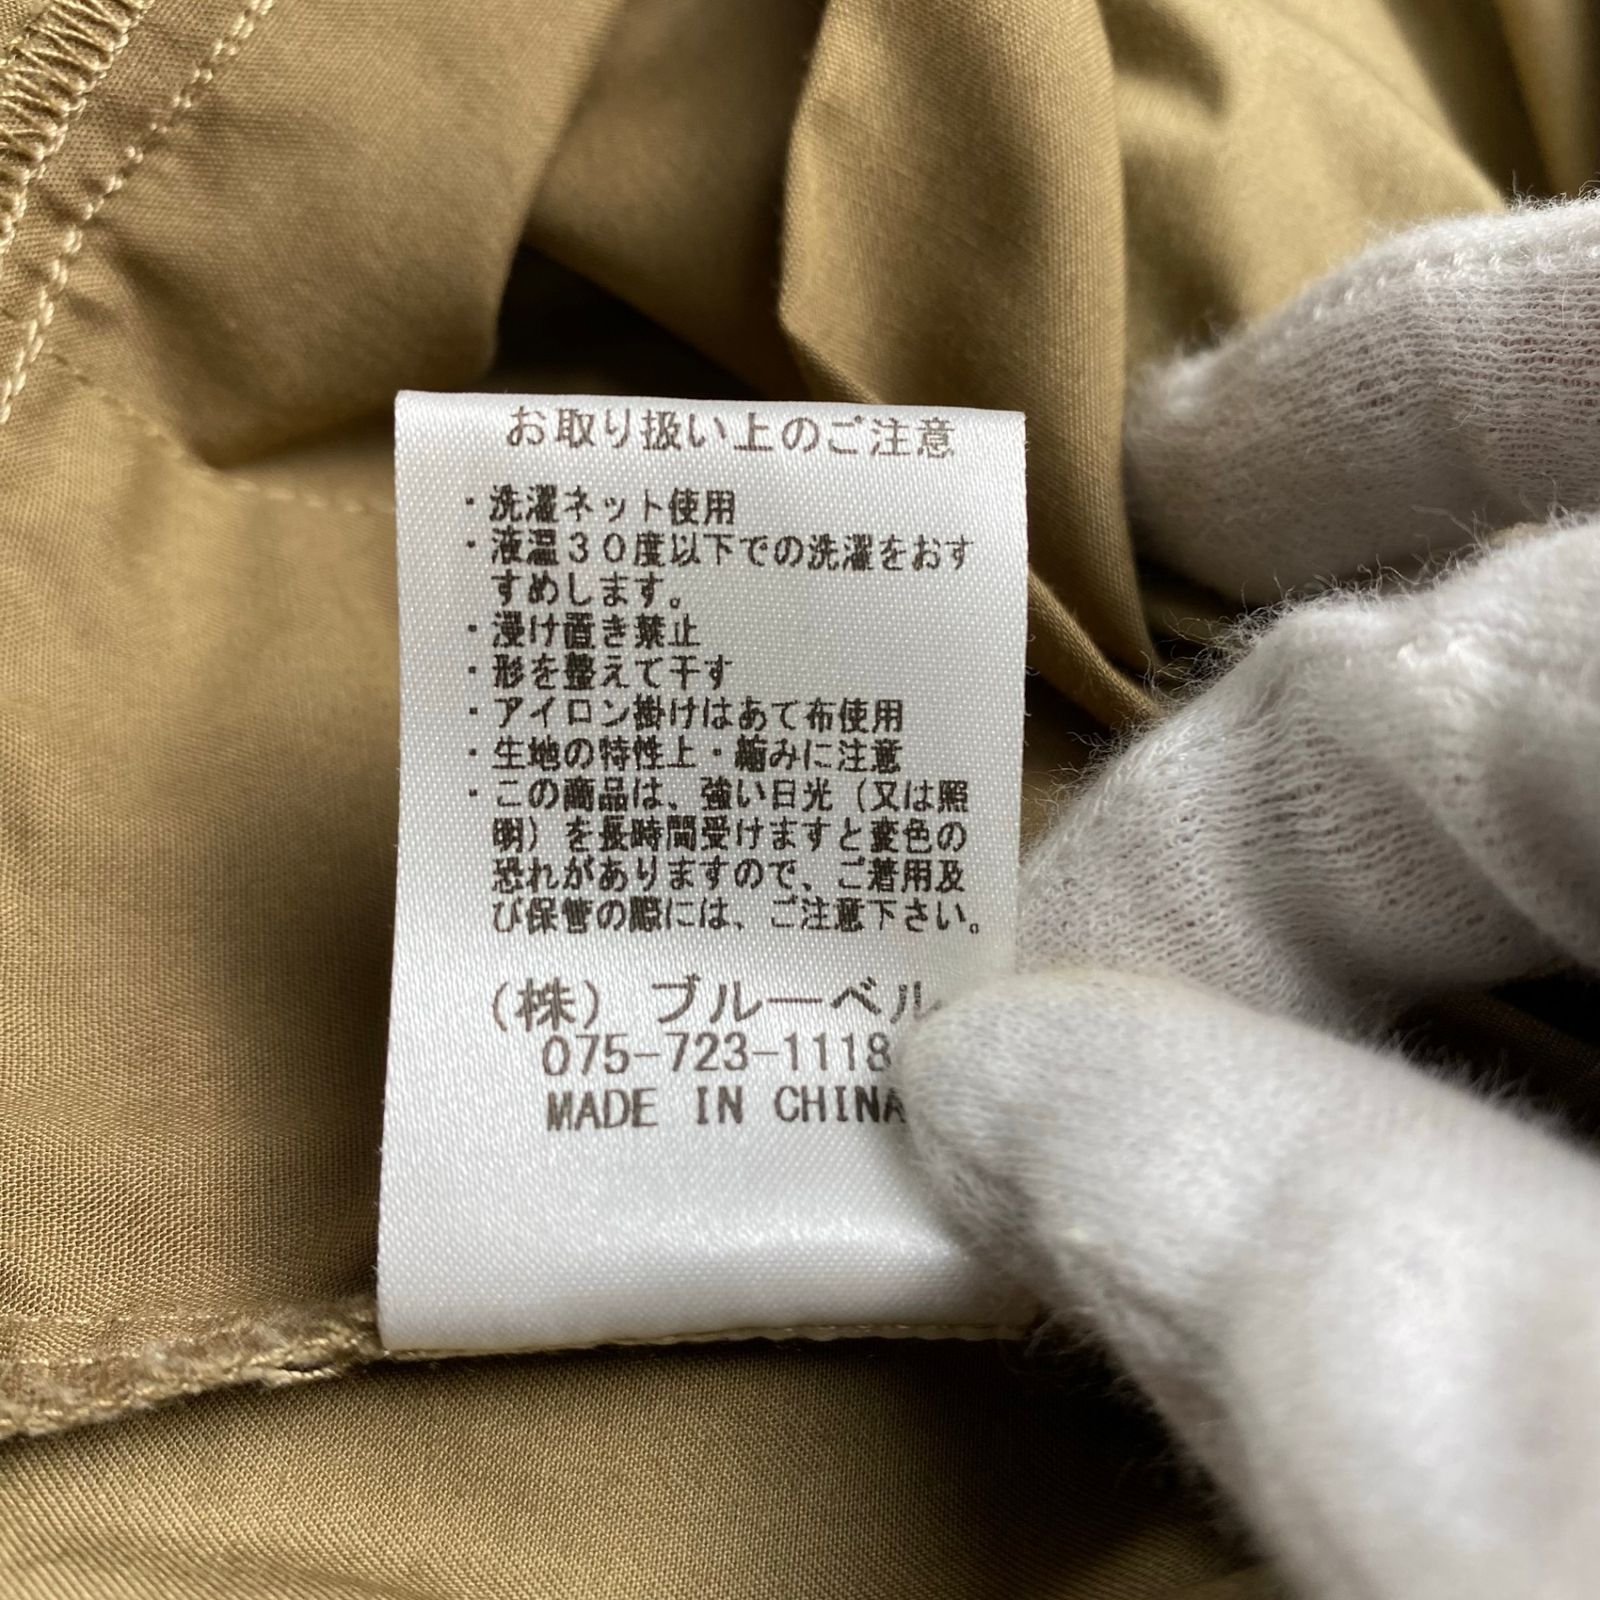 お取り扱い上のご注意
・洗濯ネット使用
・液温30度以下での洗濯をおす
すめします。
・浸け置き禁止
・形を整えて干す
・アイロン掛けはあて布使用
・生地の特性上・縮みに注意
・この商品は、強い日光(又は照
明)を長時間受けますと変色の
恐れがありますので、ご着用及
び保管の際には、ご注意下さい。
(株) ブルーベル
075-723-1118
MADE IN CHINA